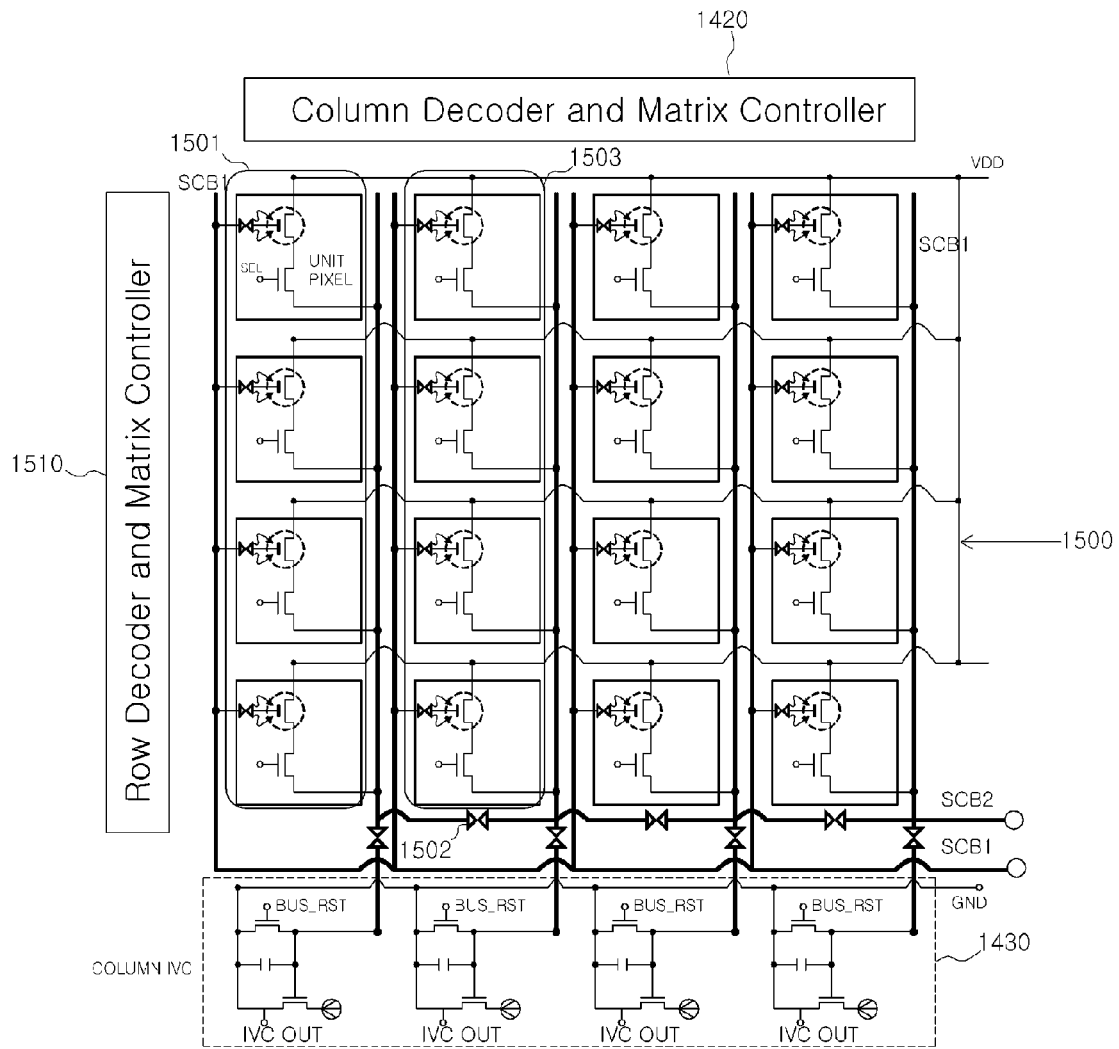 1420
Column Decoder and Matrix Controller
1501
1503
SCB1
VDD
SCB1
SEL
UNIT
PIXEL
Row Decoder and Matrix Controller
1510
1500
SCB2
1502
SCB1
GND
BUS_RST
BUS_RST
BUS_RST
BUS_RST
1430
COLUMN IVC
IVC OUT
IVC OUT
IVC OUT
IVC OUT